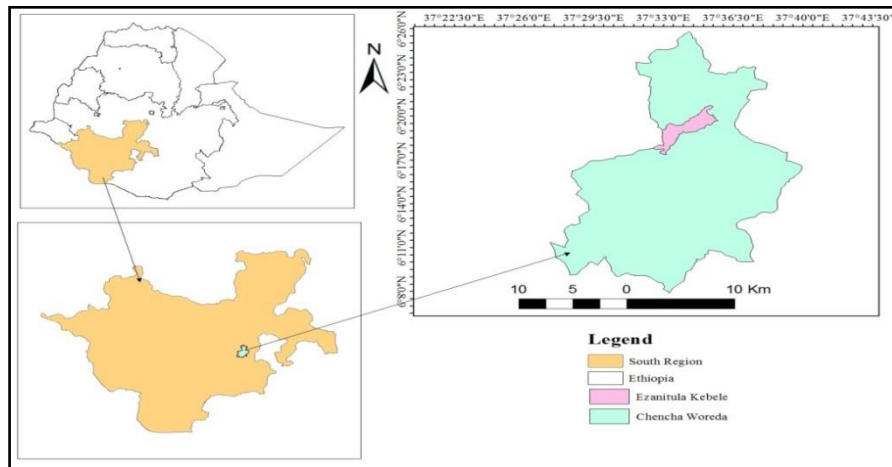 N
37°22'30"E 37°26'0"E 37°29'30"E 37°33'0"E 37°36'30"E 37°40'0"E 37°43'30"E
6°26'0"N
6°23'0"N
6°20'0"N
6°17'0"N
6°14'0"N
6°11'0"N
6°8'0"N
10 5 0 10 Km
Legend
South Region
Ethiopia
Ezanitula Kebele
Chencha Woreda